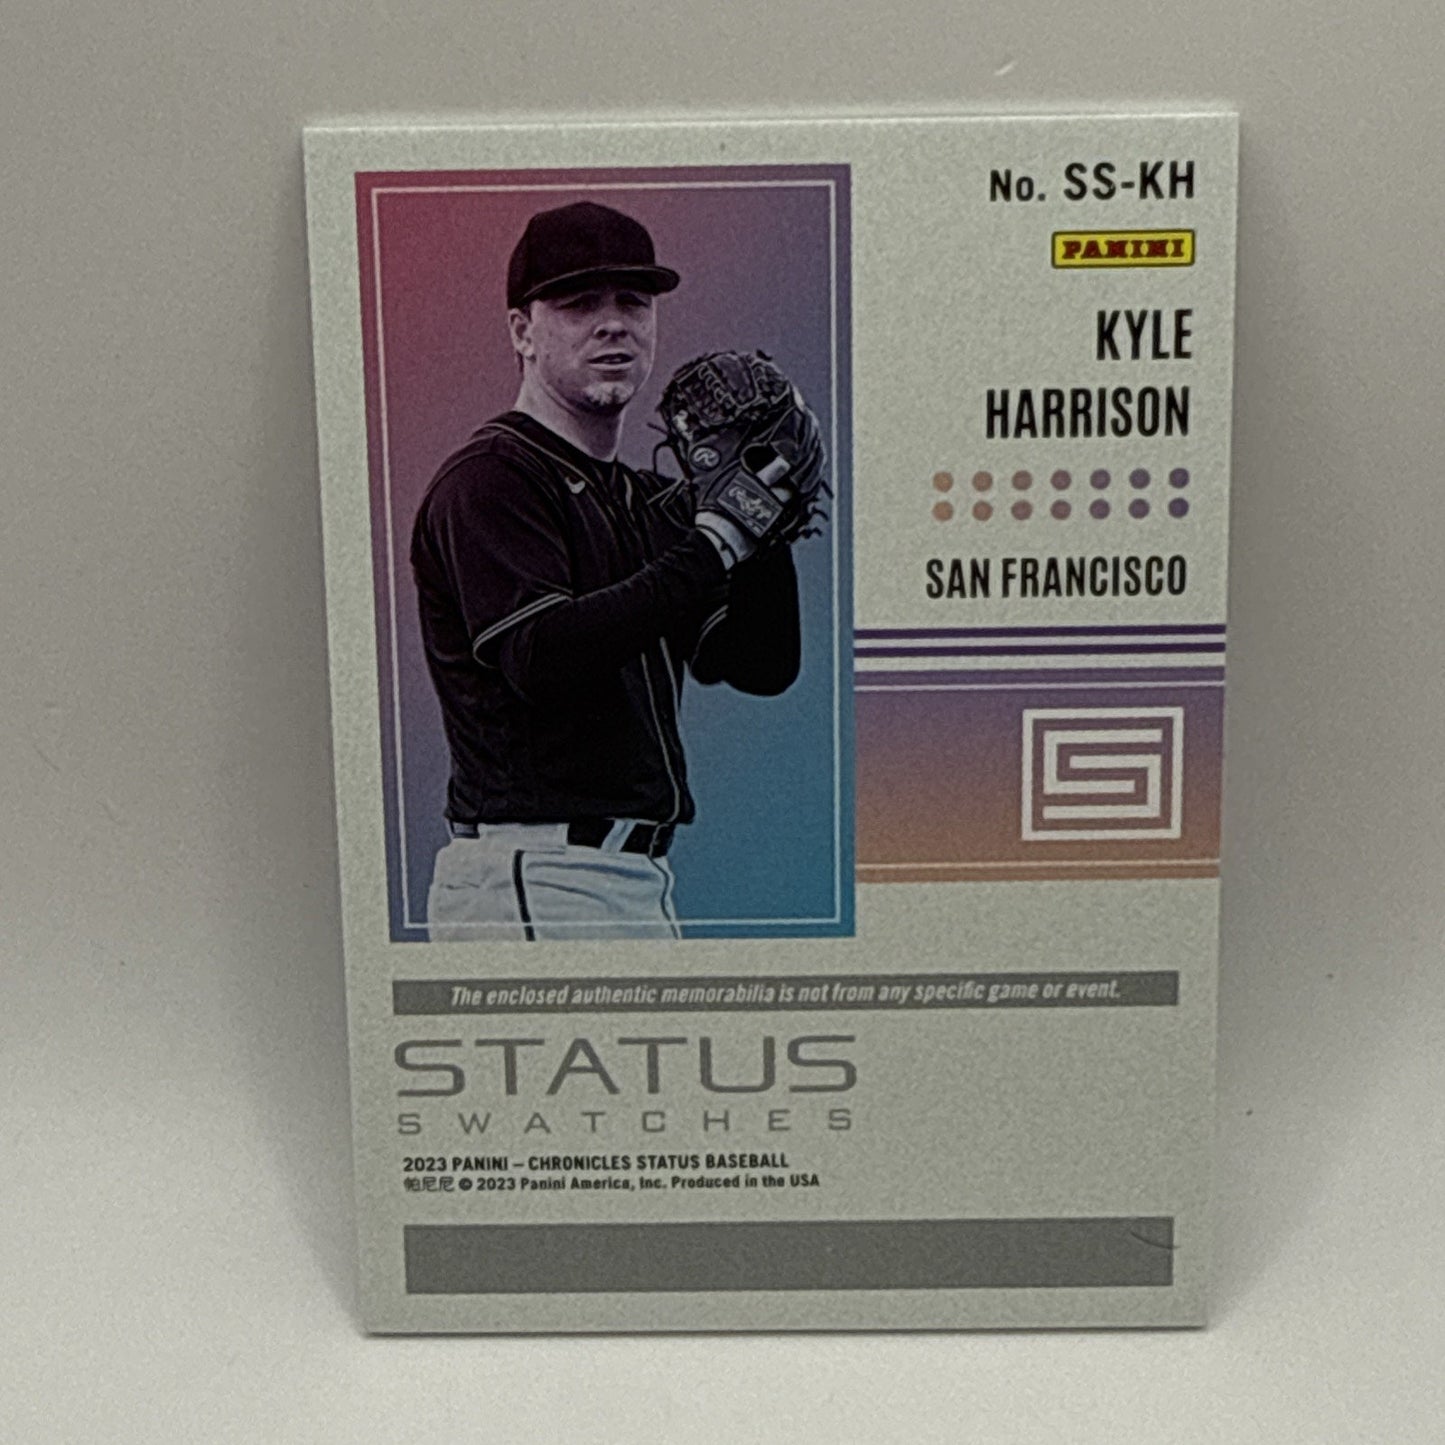 No. SS-KH
PANINI
KYLE
HARRISON
SAN FRANCISCO
R
Rawlings
S
The enclosed authentic memorabilia is not from any specific game or event.
STATUS
SWATCHES
2023 PANINI – CHRONICLES STATUS BASEBALL
帕尼尼 © 2023 Panini America, Inc. Produced in the USA